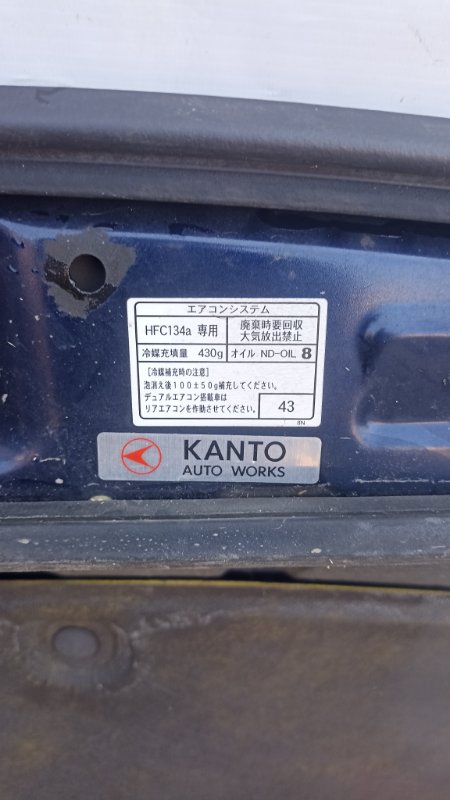 エアコンシステム
HFC134a 専用
廃棄時要回収
大気放出禁止
冷媒充填量 430g
オイル ND-OIL 8
[冷媒補充時の注意]
泡消え後100±50g補充してください。
デュアルエアコン搭載車は
リアエアコンを作動させてください。
43
8N
KANTO
AUTO WORKS